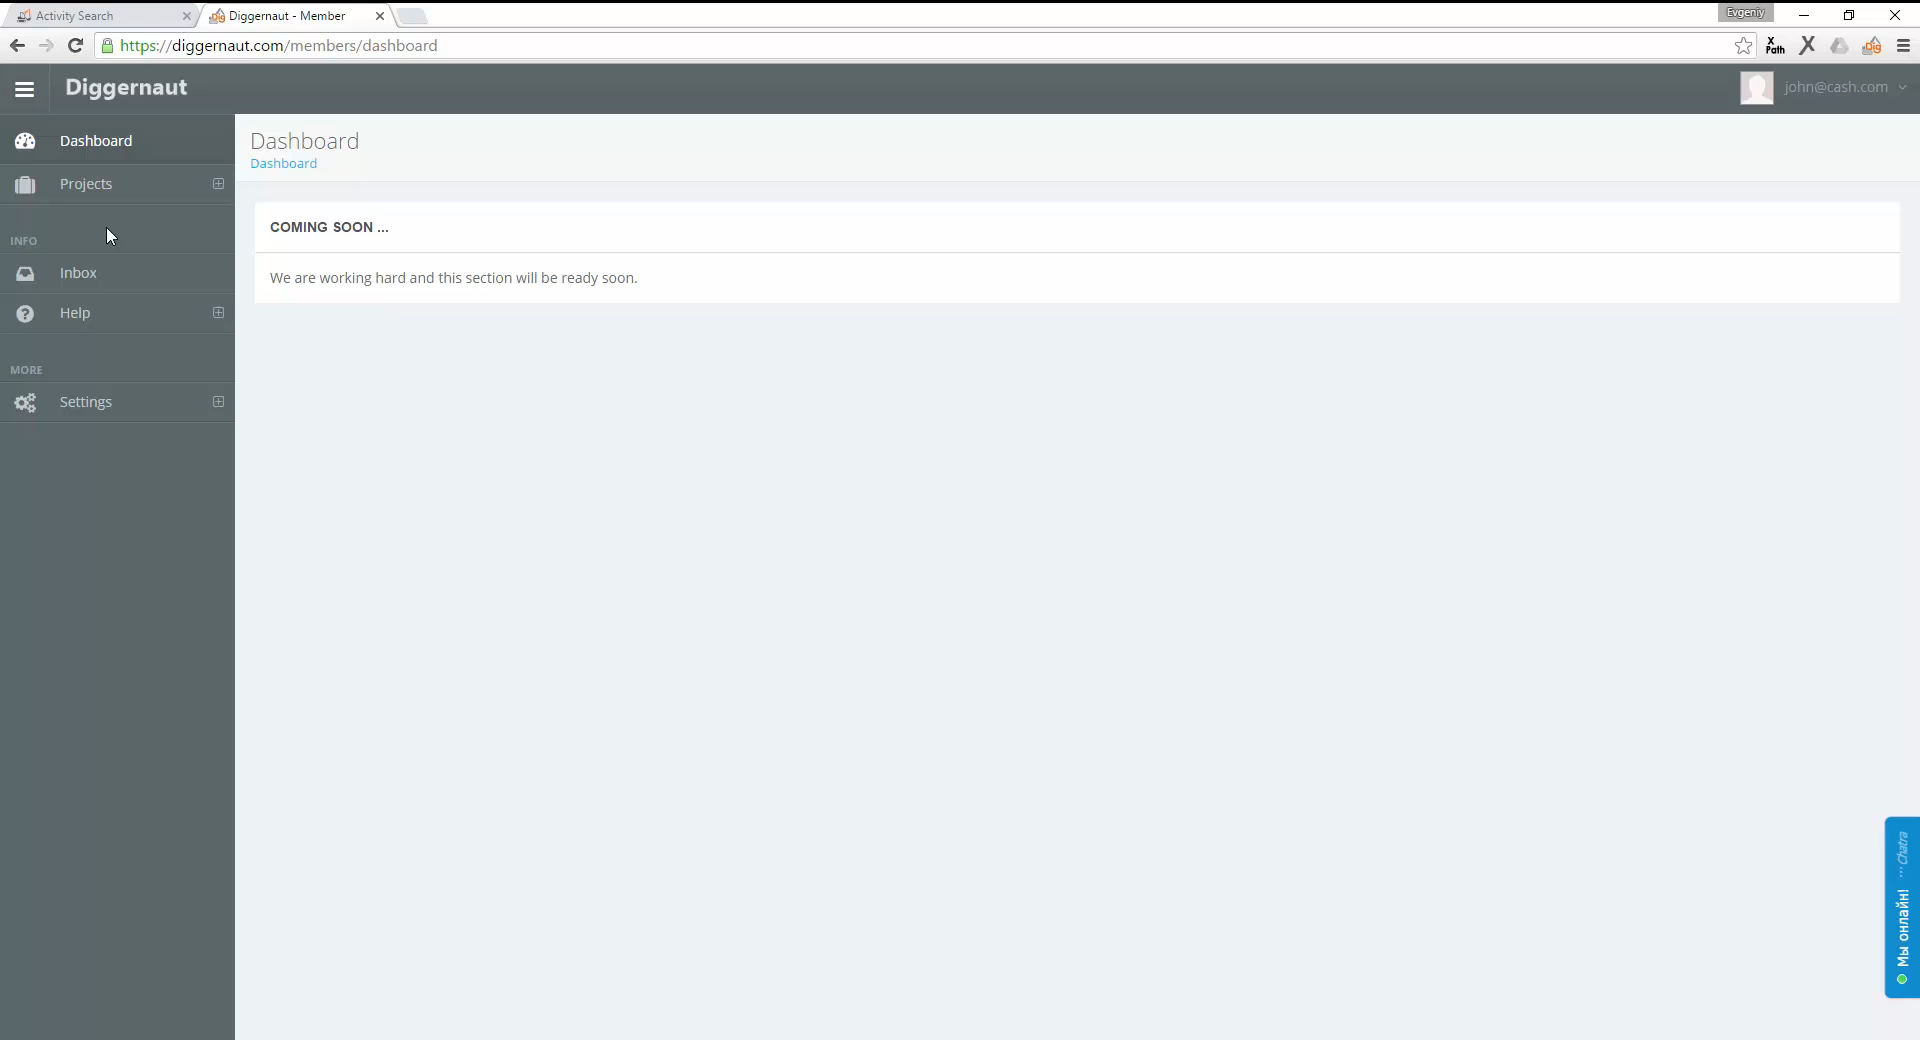 Activity Search
Diggernaut - Member
Evgeniy
https://diggernaut.com/members/dashboard
X
Path
X
Dig
Diggernaut
john@cash.com
Dashboard
Projects
INFO
Inbox
Help
MORE
Settings
Dashboard
Dashboard
COMING SOON ...
We are working hard and this section will be ready soon.
Мы онлайн!
Chatra